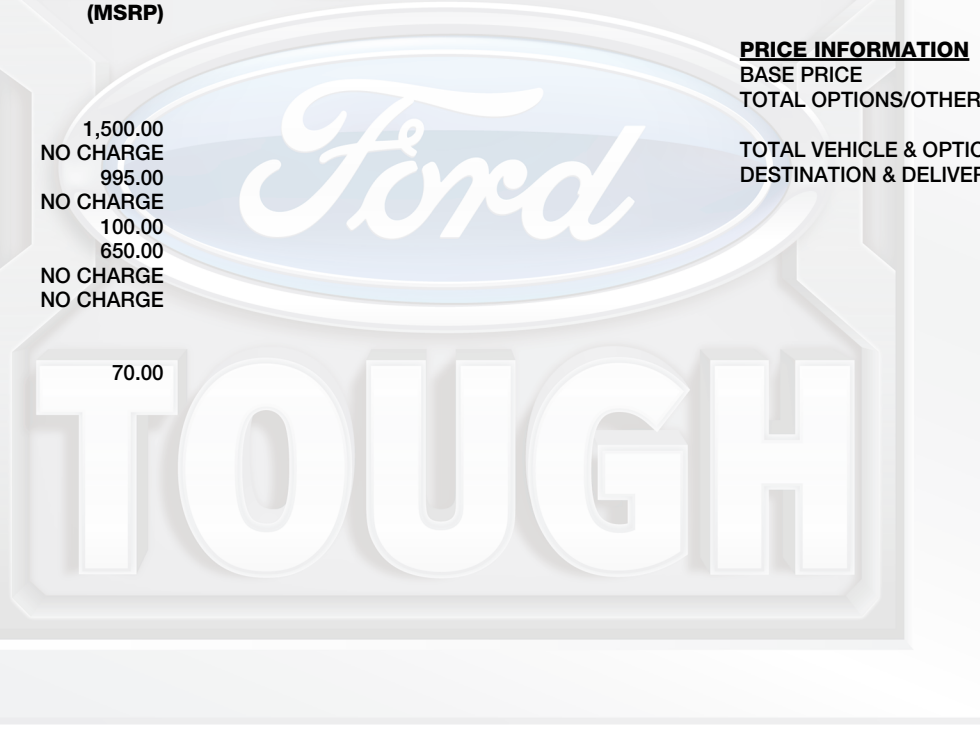 (MSRP)
1,500.00
NO CHARGE
995.00
NO CHARGE
100.00
650.00
NO CHARGE
NO CHARGE
70.00
PRICE INFORMATION
BASE PRICE
TOTAL OPTIONS/OTHER
TOTAL VEHICLE & OPTIO
DESTINATION & DELIVER
Ford
TOUGH